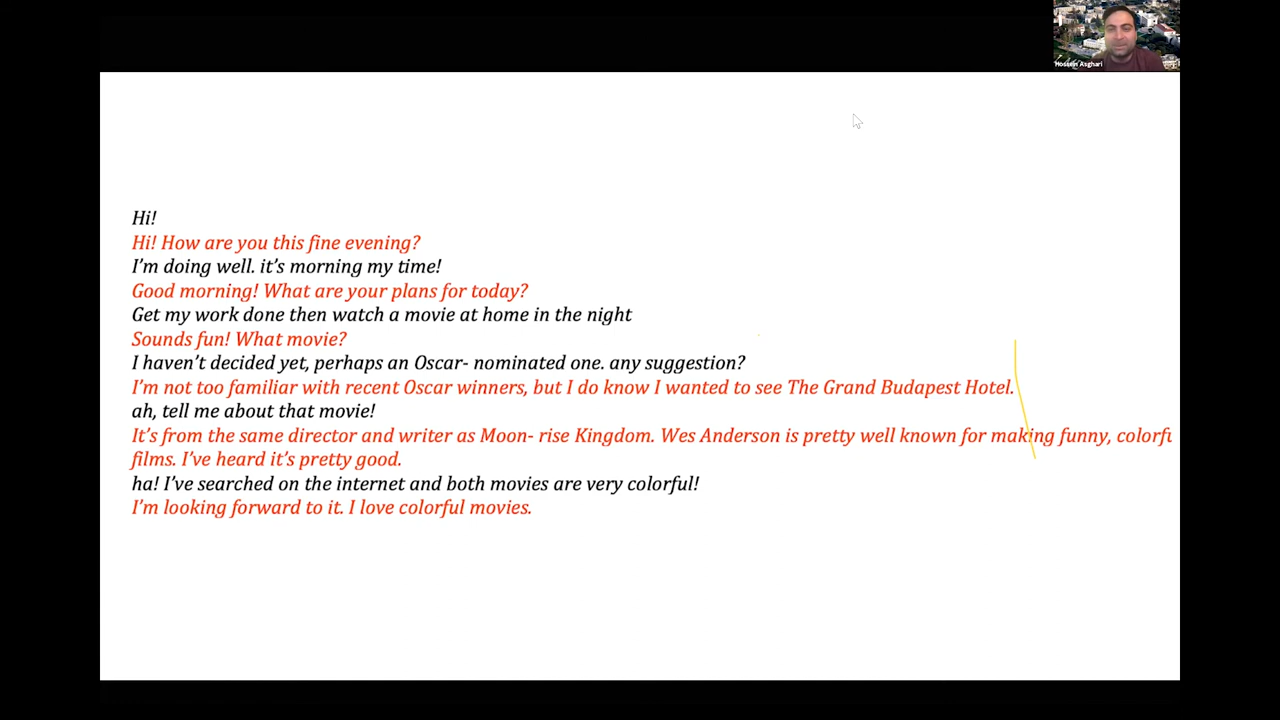 Hossein Asghari
Hi!
Hi! How are you this fine evening?
I'm doing well. it's morning my time!
Good morning! What are your plans for today?
Get my work done then watch a movie at home in the night
Sounds fun! What movie?
I haven't decided yet, perhaps an Oscar- nominated one. any suggestion?
I'm not too familiar with recent Oscar winners, but I do know I wanted to see The Grand Budapest Hotel.
ah, tell me about that movie!
It's from the same director and writer as Moon- rise Kingdom. Wes Anderson is pretty well known for making funny, colorfu
films. I've heard it's pretty good.
ha! I've searched on the internet and both movies are very colorful!
I'm looking forward to it. I love colorful movies.